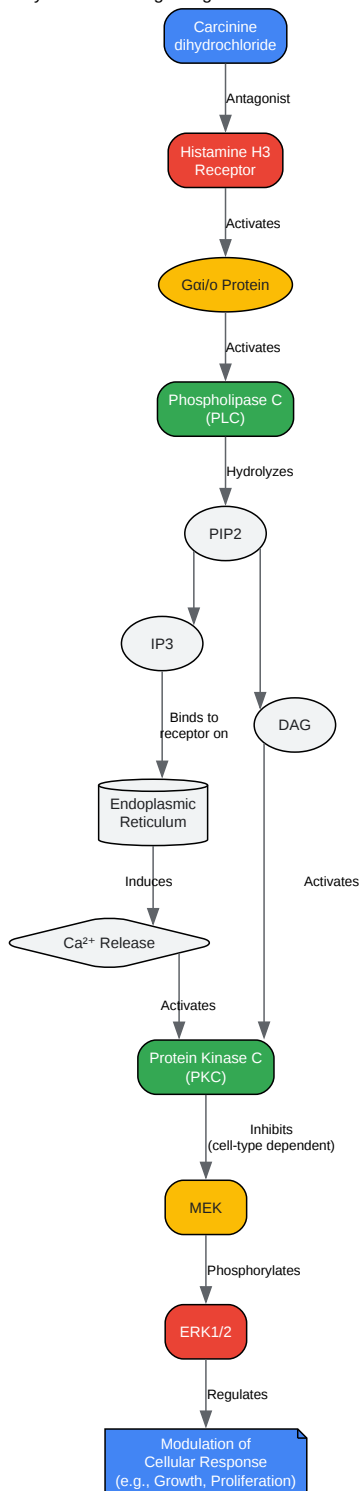 Carcinine
dihydrochloride
Antagonist
Histamine H3
Receptor
Activates
Gαi/o Protein
Activates
Phospholipase C
(PLC)
Hydrolyzes
PIP2
IP3
Binds to
receptor on
DAG
Endoplasmic
Reticulum
Induces
Activates
Ca²⁺ Release
Activates
Protein Kinase C
(PKC)
Inhibits
(cell-type dependent)
MEK
Phosphorylates
ERK1/2
Regulates
Modulation of
Cellular Response
(e.g., Growth, Proliferation)